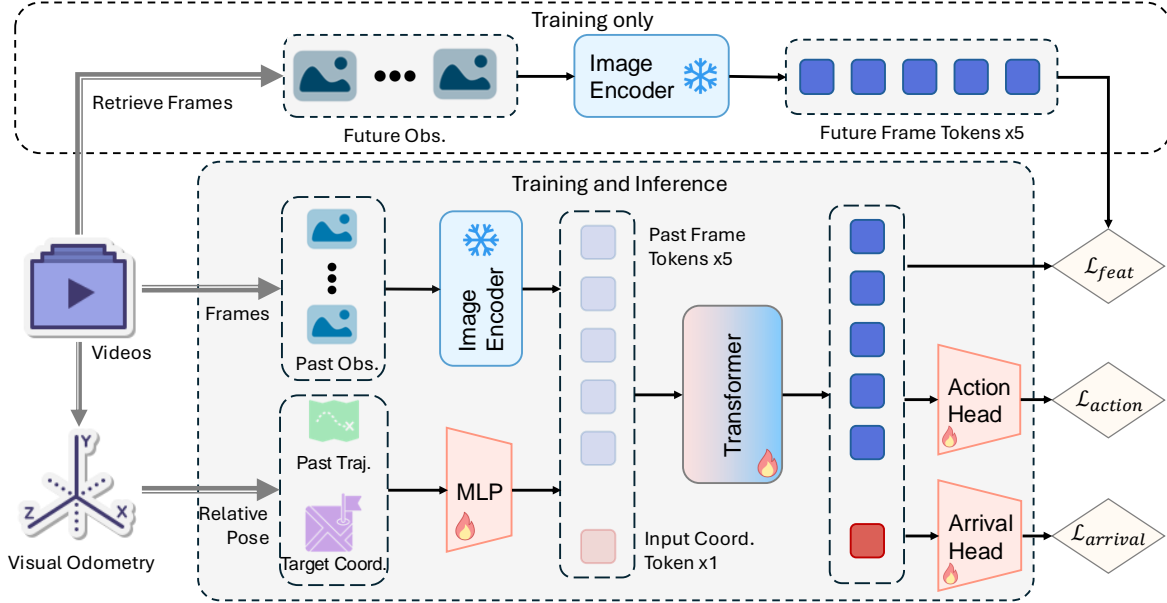 Training only
Retrieve Frames
Future Obs.
Image
Encoder
Future Frame Tokens x5
Training and Inference
Videos
Frames
Past Obs.
Image
Encoder
Past Frame
Tokens x5
Transformer
Action
Head
Arrival
Head
ℒ_feat
ℒ_action
ℒ_arrival
Y
Z
X
Visual Odometry
Relative
Pose
Past Traj.
Target Coord.
MLP
Input Coord.
Token x1